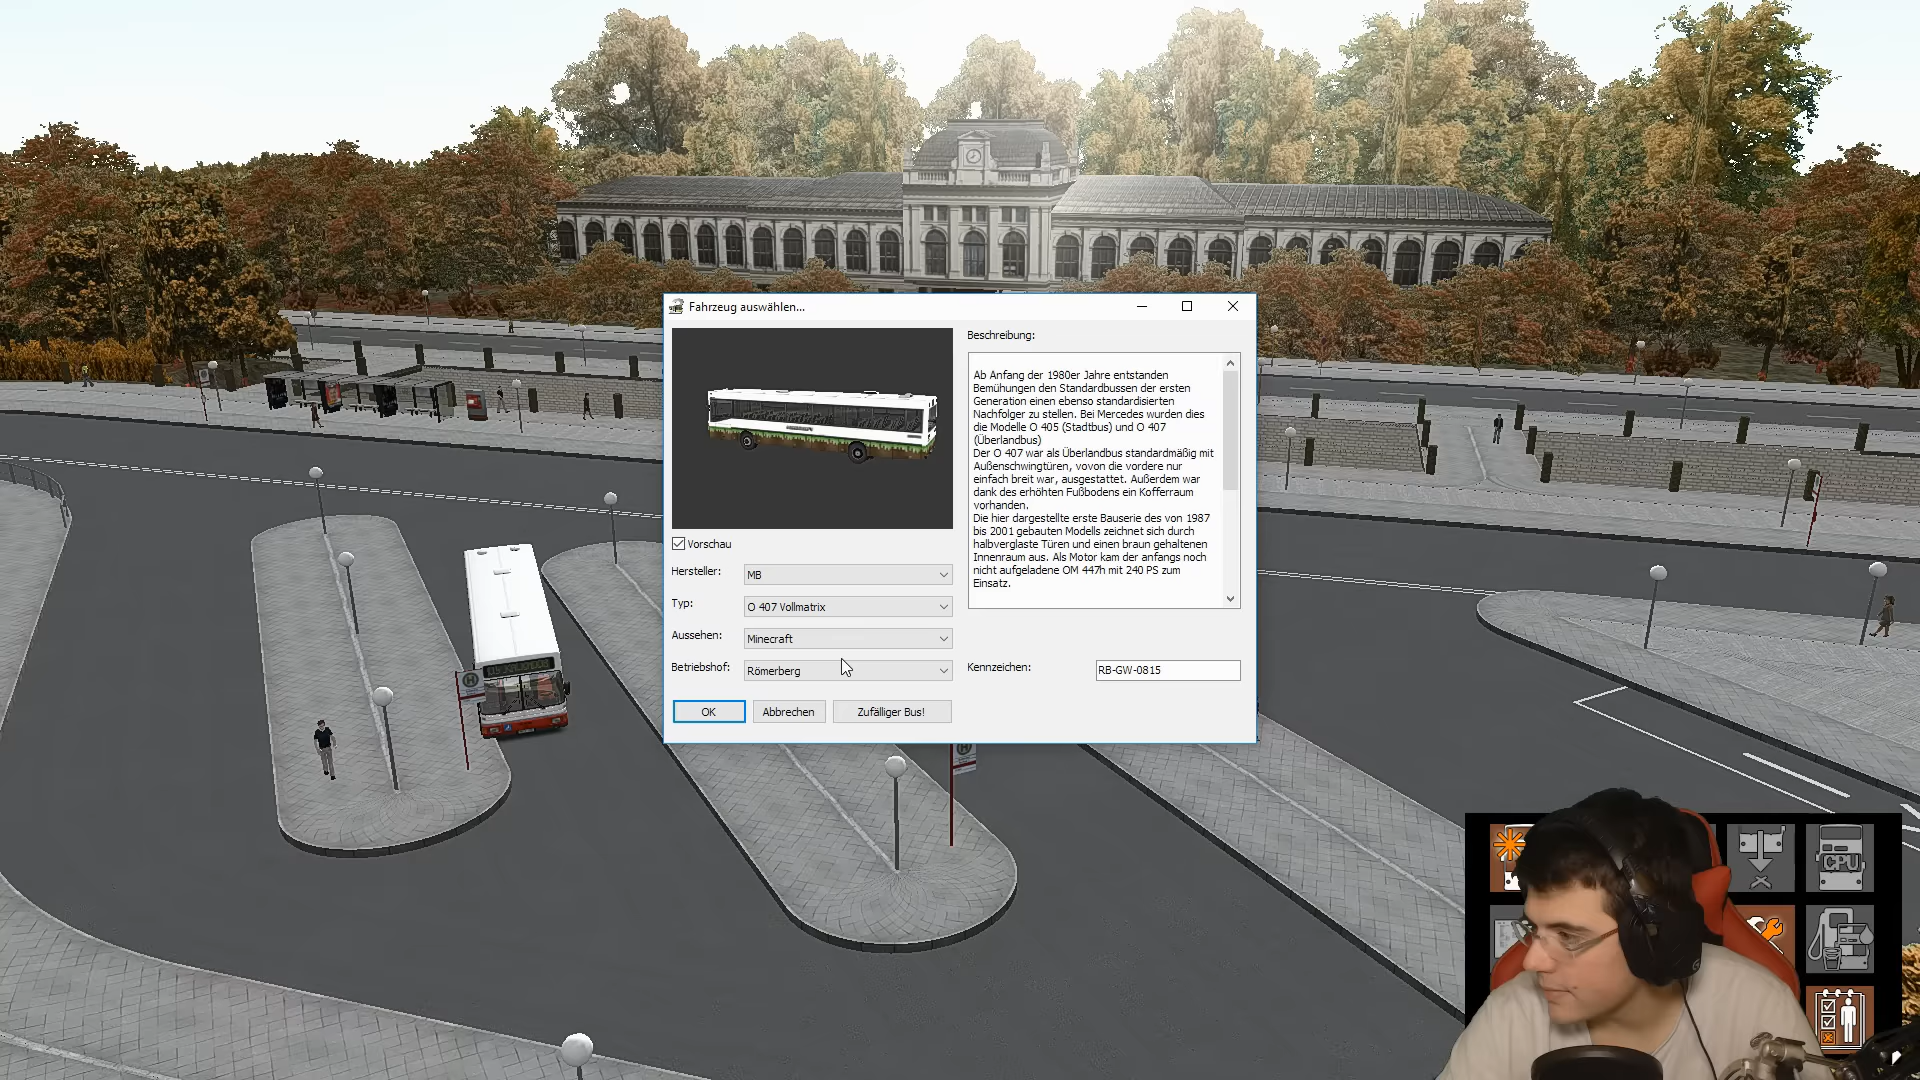 Fahrzeug auswählen...
Beschreibung:
Ab Anfang der 1980er Jahre entstanden
Bemühungen den Standardbussen der ersten
Generation einen ebenso standardisierten
Nachfolger zu stellen. Bei Mercedes wurden dies
die Modelle O 405 (Stadtbus) und O 407
(Überlandbus)
Der O 407 war als Überlandbus standardmäßig mit
Außenschwingtüren, vovon die vordere nur
einfach breit war, ausgestattet. Außerdem war
dank des erhöhten Fußbodens ein Kofferraum
vorhanden.
Die hier dargestellte erste Bauserie des von 1987
bis 2001 gebauten Modells zeichnet sich durch
halbverglaste Türen und einen braun gehaltenen
Innenraum aus. Als Motor kam der anfangs noch
nicht aufgeladene OM 447h mit 240 PS zum
Einsatz.
Vorschau
Hersteller: MB
Typ: O 407 Vollmatrix
Aussehen: Minecraft
Betriebshof: Römerberg
Kennzeichen: RB-GW-0815
OK Abbrechen Zufälliger Bus!
H
H
CPU